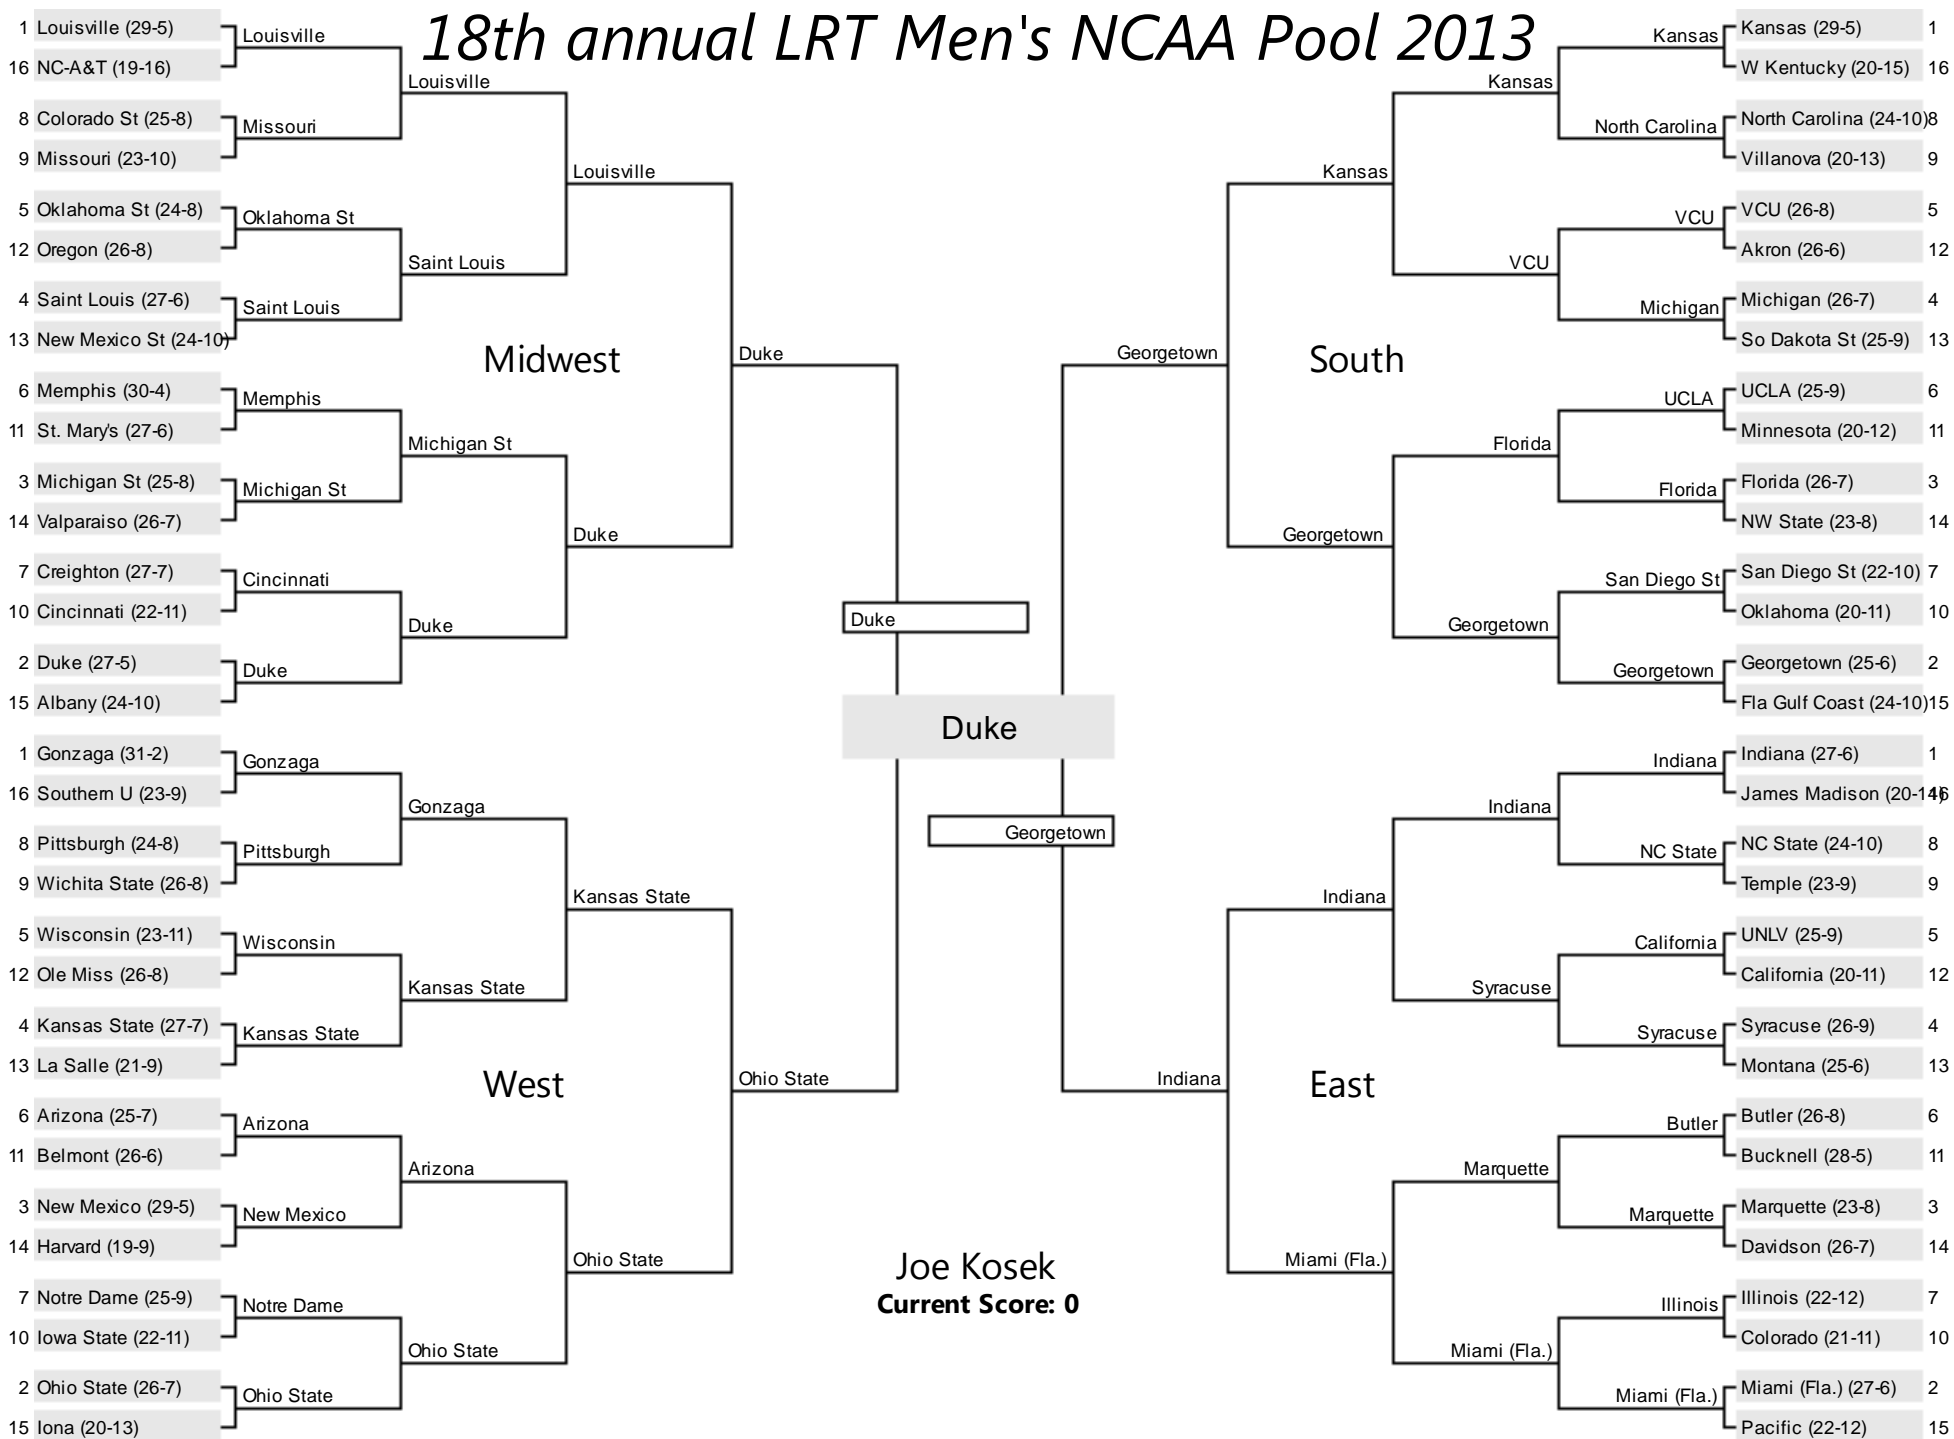 18th annual LRT Men's NCAA Pool 2013
1 Louisville (29-5)
16 NC-A&T (19-16)
8 Colorado St (25-8)
9 Missouri (23-10)
5 Oklahoma St (24-8)
12 Oregon (26-8)
4 Saint Louis (27-6)
13 New Mexico St (24-10)
6 Memphis (30-4)
11 St. Mary's (27-6)
3 Michigan St (25-8)
14 Valparaiso (26-7)
7 Creighton (27-7)
10 Cincinnati (22-11)
2 Duke (27-5)
15 Albany (24-10)
Louisville
Missouri
Oklahoma St
Saint Louis
Memphis
Michigan St
Cincinnati
Duke
Louisville
Saint Louis
Michigan St
Duke
Louisville
Duke
Midwest
Duke
1 Gonzaga (31-2)
16 Southern U (23-9)
8 Pittsburgh (24-8)
9 Wichita State (26-8)
5 Wisconsin (23-11)
12 Ole Miss (26-8)
4 Kansas State (27-7)
13 La Salle (21-9)
6 Arizona (25-7)
11 Belmont (26-6)
3 New Mexico (29-5)
14 Harvard (19-9)
7 Notre Dame (25-9)
10 Iowa State (22-11)
2 Ohio State (26-7)
15 Iona (20-13)
Gonzaga
Pittsburgh
Wisconsin
Kansas State
Arizona
New Mexico
Notre Dame
Ohio State
Gonzaga
Kansas State
Arizona
Ohio State
Kansas State
Ohio State
West
Ohio State
Duke
Duke
Georgetown
Joe Kosek
Current Score: 0
Georgetown
South
Kansas
Georgetown
Kansas
VCU
Florida
Georgetown
Kansas
North Carolina
VCU
Michigan
UCLA
Florida
San Diego St
Georgetown
Kansas (29-5) 1
W Kentucky (20-15) 16
North Carolina (24-10) 8
Villanova (20-13) 9
VCU (26-8) 5
Akron (26-6) 12
Michigan (26-7) 4
So Dakota St (25-9) 13
UCLA (25-9) 6
Minnesota (20-12) 11
Florida (26-7) 3
NW State (23-8) 14
San Diego St (22-10) 7
Oklahoma (20-11) 10
Georgetown (25-6) 2
Fla Gulf Coast (24-10) 15
Indiana
East
Indiana
Miami (Fla.)
Indiana
Syracuse
Marquette
Miami (Fla.)
Indiana
NC State
California
Syracuse
Butler
Marquette
Illinois
Miami (Fla.)
Indiana (27-6) 1
James Madison (20-14) 16
NC State (24-10) 8
Temple (23-9) 9
UNLV (25-9) 5
California (20-11) 12
Syracuse (26-9) 4
Montana (25-6) 13
Butler (26-8) 6
Bucknell (28-5) 11
Marquette (23-8) 3
Davidson (26-7) 14
Illinois (22-12) 7
Colorado (21-11) 10
Miami (Fla.) (27-6) 2
Pacific (22-12) 15